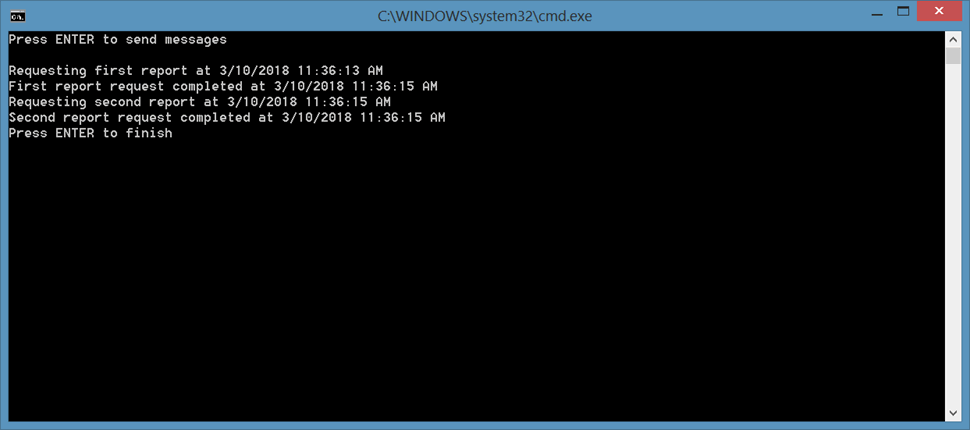 C:\WINDOWS\system32\cmd.exe
Press ENTER to send messages
Requesting first report at 3/10/2018 11:36:13 AM
First report request completed at 3/10/2018 11:36:15 AM
Requesting second report at 3/10/2018 11:36:15 AM
Second report request completed at 3/10/2018 11:36:15 AM
Press ENTER to finish